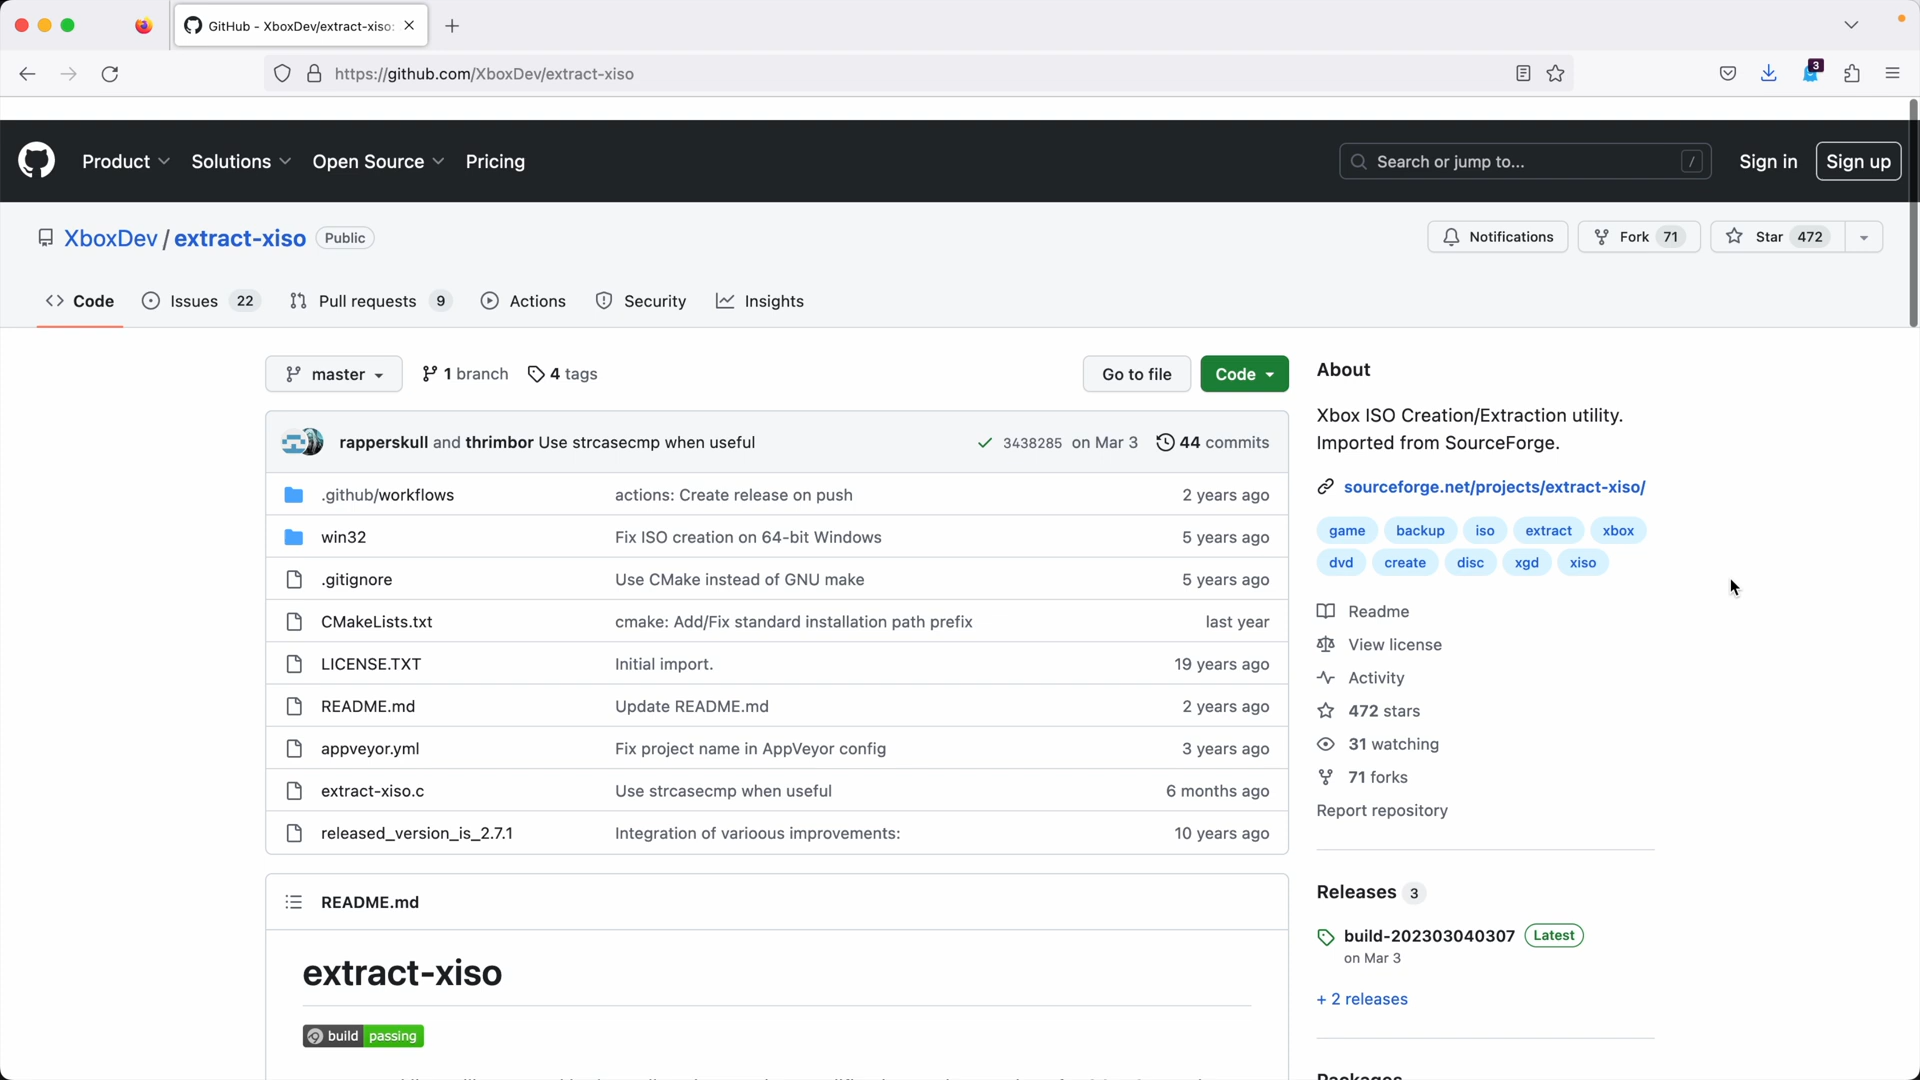 GitHub - XboxDev/extract-xiso:
https://github.com/XboxDev/extract-xiso
3
Product
Solutions
Open Source
Pricing
Search or jump to...
/
Sign in
Sign up
XboxDev / extract-xiso
Public
Notifications
Fork 71
Star 472
Code
Issues 22
Pull requests 9
Actions
Security
Insights
master
1 branch
4 tags
Go to file
Code
rapperskull and thrimbor Use strcasecmp when useful
3438285 on Mar 3
44 commits
.github/workflows actions: Create release on push 2 years ago
win32 Fix ISO creation on 64-bit Windows 5 years ago
.gitignore Use CMake instead of GNU make 5 years ago
CMakeLists.txt cmake: Add/Fix standard installation path prefix last year
LICENSE.TXT Initial import. 19 years ago
README.md Update README.md 2 years ago
appveyor.yml Fix project name in AppVeyor config 3 years ago
extract-xiso.c Use strcasecmp when useful 6 months ago
released_version_is_2.7.1 Integration of varioous improvements: 10 years ago
README.md
extract-xiso
build passing
About
Xbox ISO Creation/Extraction utility.
Imported from SourceForge.
sourceforge.net/projects/extract-xiso/
game backup iso extract xbox
dvd create disc xgd xiso
Readme
View license
Activity
472 stars
31 watching
71 forks
Report repository
Releases 3
build-202303040307 Latest
on Mar 3
+ 2 releases
Packages